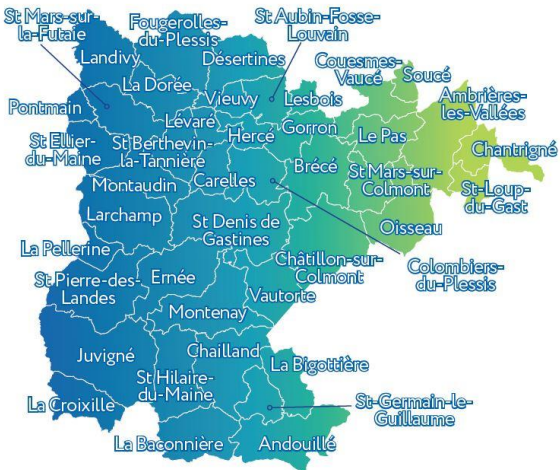 St Mars-sur-
la-Futaie
Fougerolles-
du-Plessis
St Aubin-Fosse-
Louvain
Landivy
Désertines
Couesmes-
Vaucé
Soucé
La Dorée
Vieuvy
Lesbois
Ambrières-
les-Vallées
Pontmain
Lévaré
Hercé
Gorron
Le Pas
Chantrigné
St Ellier-
du-Maine
St Berthevin-
la-Tannière
Brécé
St Mars-sur-
Colmont
Montaudin
Carelles
St-Loup-
du-Gast
Larchamp
St Denis de
Gastines
Oisseau
La Pellerine
Châtillon-sur-
Colmont
Colombiers-
du-Plessis
St Pierre-des-
Landes
Ernée
Vautorte
Montenay
Juvigné
Chailland
La Bigottière
St Hilaire-
du-Maine
La Croixille
St-Germain-le-
Guillaume
La Baconnière
Andouillé